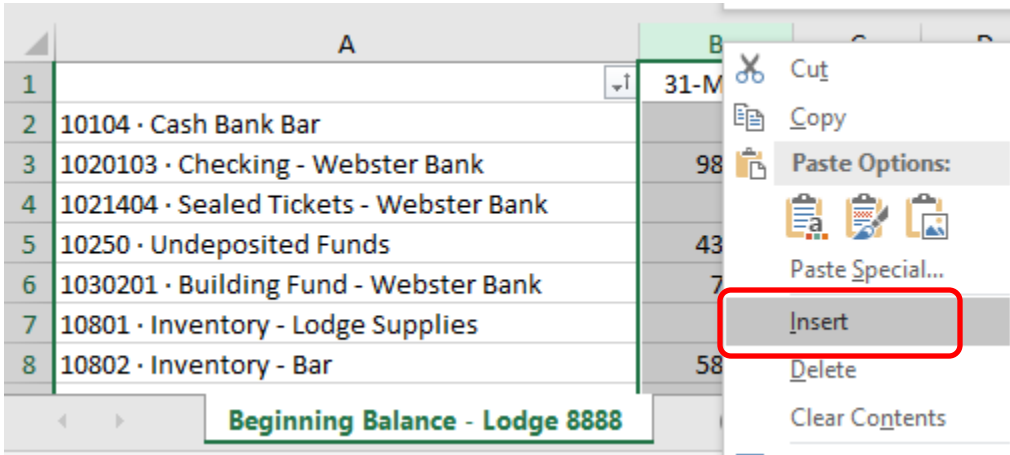 A B
1 31-M
2 10104 · Cash Bank Bar
3 1020103 · Checking - Webster Bank 98
4 1021404 · Sealed Tickets - Webster Bank
5 10250 · Undeposited Funds 43
6 1030201 · Building Fund - Webster Bank 7
7 10801 · Inventory - Lodge Supplies
8 10802 · Inventory - Bar 58
Beginning Balance - Lodge 8888
Cut
Copy
Paste Options:
Paste Special...
Insert
Delete
Clear Contents